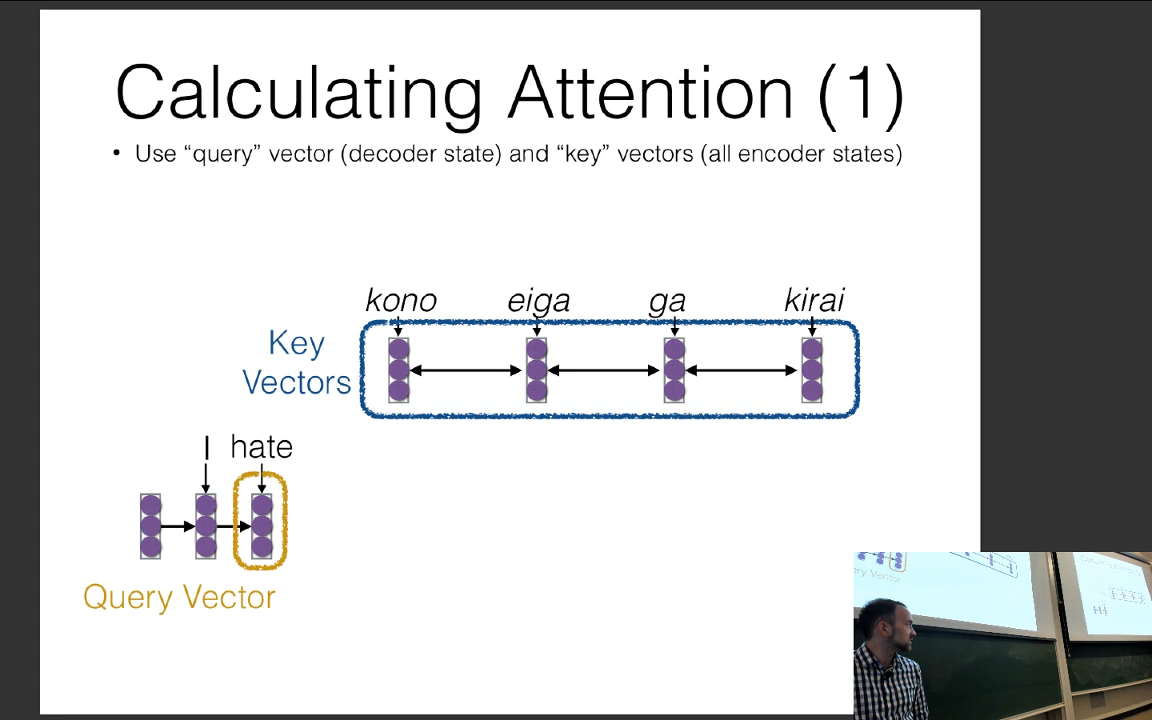 Calculating Attention (1)
• Use “query” vector (decoder state) and “key” vectors (all encoder states)
kono eiga ga kirai
Key
Vectors
I hate
Query Vector